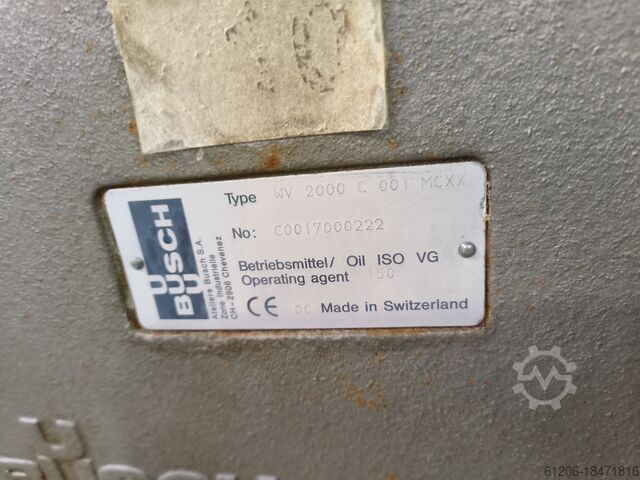 Type WV 2000 C 001 MCXX
No: C0017000222
Betriebsmittel/ Oil ISO VG
Operating agent 150
CE 00 Made in Switzerland
BUSCH
Ateliers Busch S.A.
Zone Industrielle
CH-2906 Chevenez
61206-18471816